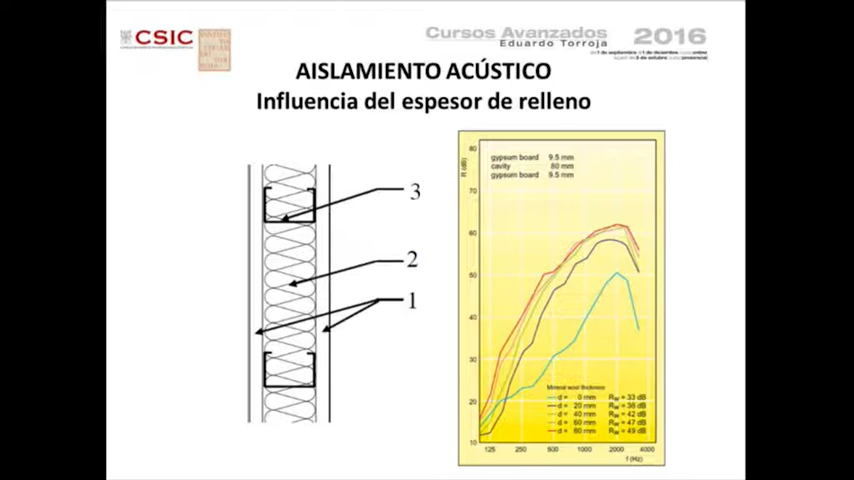 CSIC
Cursos Avanzados
Eduardo Torroja
2016
AISLAMIENTO ACÚSTICO
Influencia del espesor de relleno
3
2
1
R (dB)
80
70
60
50
40
30
20
10
gypsum board 9.5 mm
cavity 80 mm
gypsum board 9.5 mm
Mineral wool thickness
d = 0 mm Rw = 33 dB
d = 20 mm Rw = 38 dB
d = 40 mm Rw = 42 dB
d = 60 mm Rw = 47 dB
d = 80 mm Rw = 49 dB
125 250 500 1000 2000 4000
f (Hz)